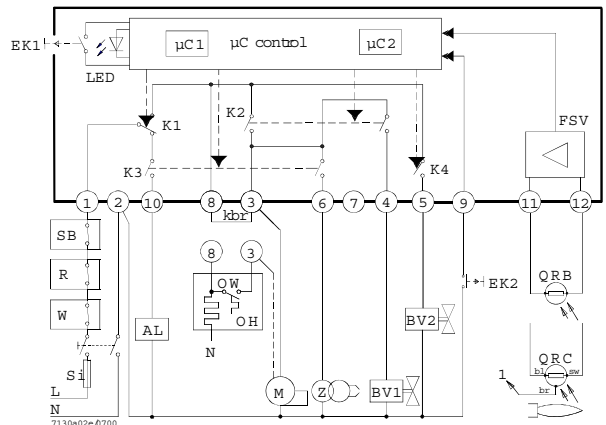 EK1
LED
µC1
µC control
µC2
FSV
K1
K2
K3
K4
1
2
10
8
kbr
3
6
7
4
5
9
11
12
SB
R
W
Si
L
N
7130a02e/0700
AL
8
3
OW
OH
N
M
Z
BV1
BV2
EK2
QRB
QRC
bl
sw
br
1